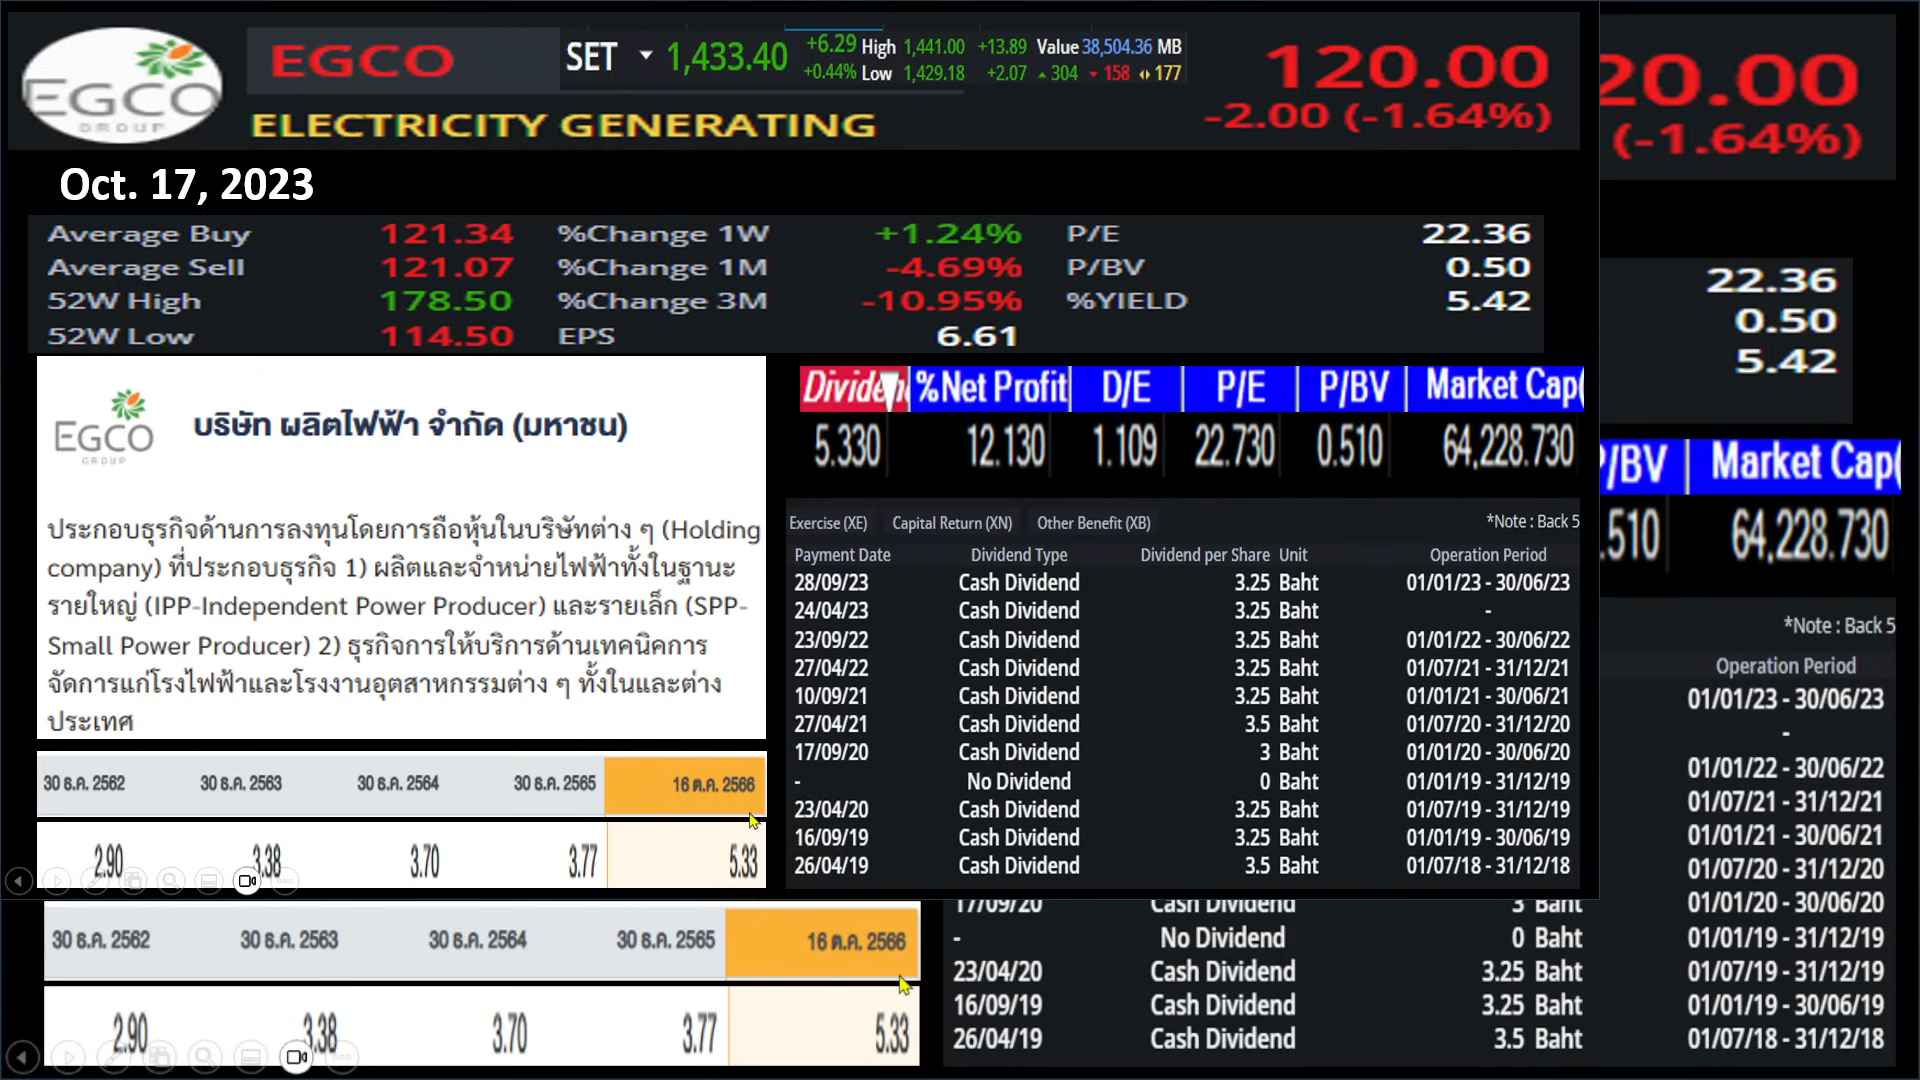 EGCO
GROUP
EGCO
SET 1,433.40 +6.29 High 1,441.00 +13.89 Value 38,504.36 MB
+0.44% Low 1,429.18 +2.07 304 158 177
ELECTRICITY GENERATING
120.00
-2.00 (-1.64%)
20.00
(-1.64%)
Oct. 17, 2023
Average Buy 121.34 %Change 1W +1.24% P/E 22.36
Average Sell 121.07 %Change 1M -4.69% P/BV 0.50
52W High 178.50 %Change 3M -10.95% %YIELD 5.42
52W Low 114.50 EPS 6.61
22.36
0.50
5.42
EGCO
GROUP
บริษัท ผลิตไฟฟ้า จำกัด (มหาชน)
ประกอบธุรกิจด้านการลงทุนโดยการถือหุ้นในบริษัทต่าง ๆ (Holding
company) ที่ประกอบธุรกิจ 1) ผลิตและจำหน่ายไฟฟ้าทั้งในฐานะ
รายใหญ่ (IPP-Independent Power Producer) และรายเล็ก (SPP-
Small Power Producer) 2) ธุรกิจการให้บริการด้านเทคนิคการ
จัดการแก่โรงไฟฟ้าและโรงงานอุตสาหกรรมต่าง ๆ ทั้งในและต่าง
ประเทศ
30 ธ.ค. 2562 30 ธ.ค. 2563 30 ธ.ค. 2564 30 ธ.ค. 2565 16 ต.ค. 2566
2.90 3.38 3.70 3.77 5.33
%Net Profit D/E P/E P/BV Market Cap(
5.330 12.130 1.109 22.730 0.510 64,228.730
Exercise (XE) Capital Return (XN) Other Benefit (XB) *Note : Back 5
Payment Date Dividend Type Dividend per Share Unit Operation Period
28/09/23 Cash Dividend 3.25 Baht 01/01/23 - 30/06/23
24/04/23 Cash Dividend 3.25 Baht -
23/09/22 Cash Dividend 3.25 Baht 01/01/22 - 30/06/22
27/04/22 Cash Dividend 3.25 Baht 01/07/21 - 31/12/21
10/09/21 Cash Dividend 3.25 Baht 01/01/21 - 30/06/21
27/04/21 Cash Dividend 3.5 Baht 01/07/20 - 31/12/20
17/09/20 Cash Dividend 3 Baht 01/01/20 - 30/06/20
- No Dividend 0 Baht 01/01/19 - 31/12/19
23/04/20 Cash Dividend 3.25 Baht 01/07/19 - 31/12/19
16/09/19 Cash Dividend 3.25 Baht 01/01/19 - 30/06/19
26/04/19 Cash Dividend 3.5 Baht 01/07/18 - 31/12/18
P/BV Market Cap(
.510 64,228.730
*Note : Back 5
Operation Period
01/01/23 - 30/06/23
-
01/01/22 - 30/06/22
01/07/21 - 31/12/21
01/01/21 - 30/06/21
01/07/20 - 31/12/20
17/09/20 Cash Dividend 3 Baht 01/01/20 - 30/06/20
- No Dividend 0 Baht 01/01/19 - 31/12/19
23/04/20 Cash Dividend 3.25 Baht 01/07/19 - 31/12/19
16/09/19 Cash Dividend 3.25 Baht 01/01/19 - 30/06/19
26/04/19 Cash Dividend 3.5 Baht 01/07/18 - 31/12/18
30 ธ.ค. 2562 30 ธ.ค. 2563 30 ธ.ค. 2564 30 ธ.ค. 2565 16 ต.ค. 2566
2.90 3.38 3.70 3.77 5.33